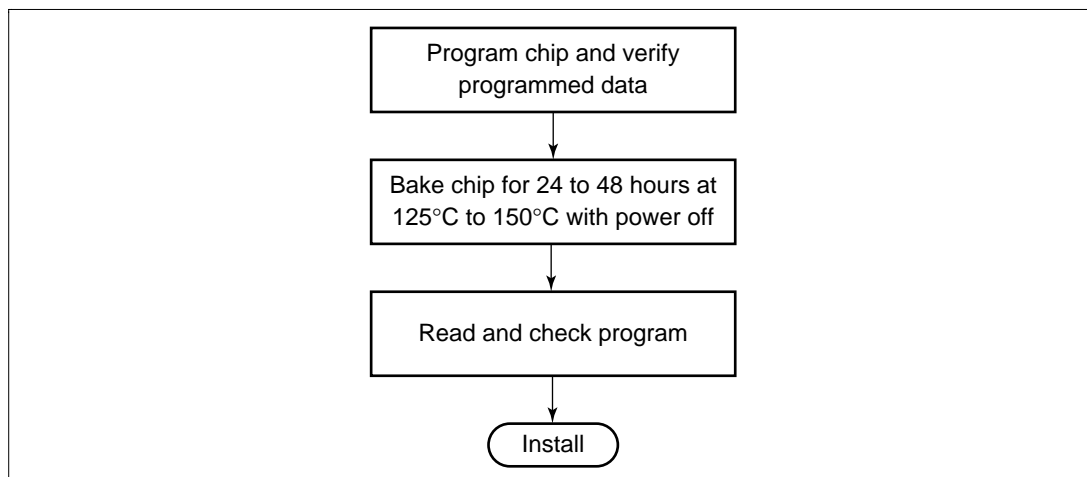 Program chip and verify
programmed data
Bake chip for 24 to 48 hours at
125°C to 150°C with power off
Read and check program
Install